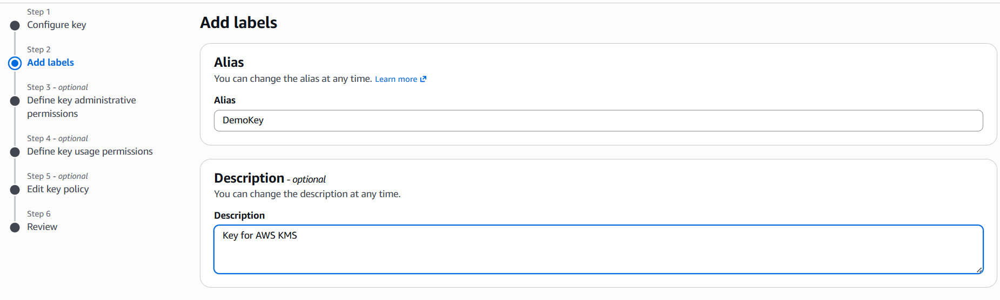 Step 1
Configure key
Step 2
Add labels
Step 3 - optional
Define key administrative
permissions
Step 4 - optional
Define key usage permissions
Step 5 - optional
Edit key policy
Step 6
Review
Add labels
Alias
You can change the alias at any time. Learn more
Alias
DemoKey
Description - optional
You can change the description at any time.
Description
Key for AWS KMS